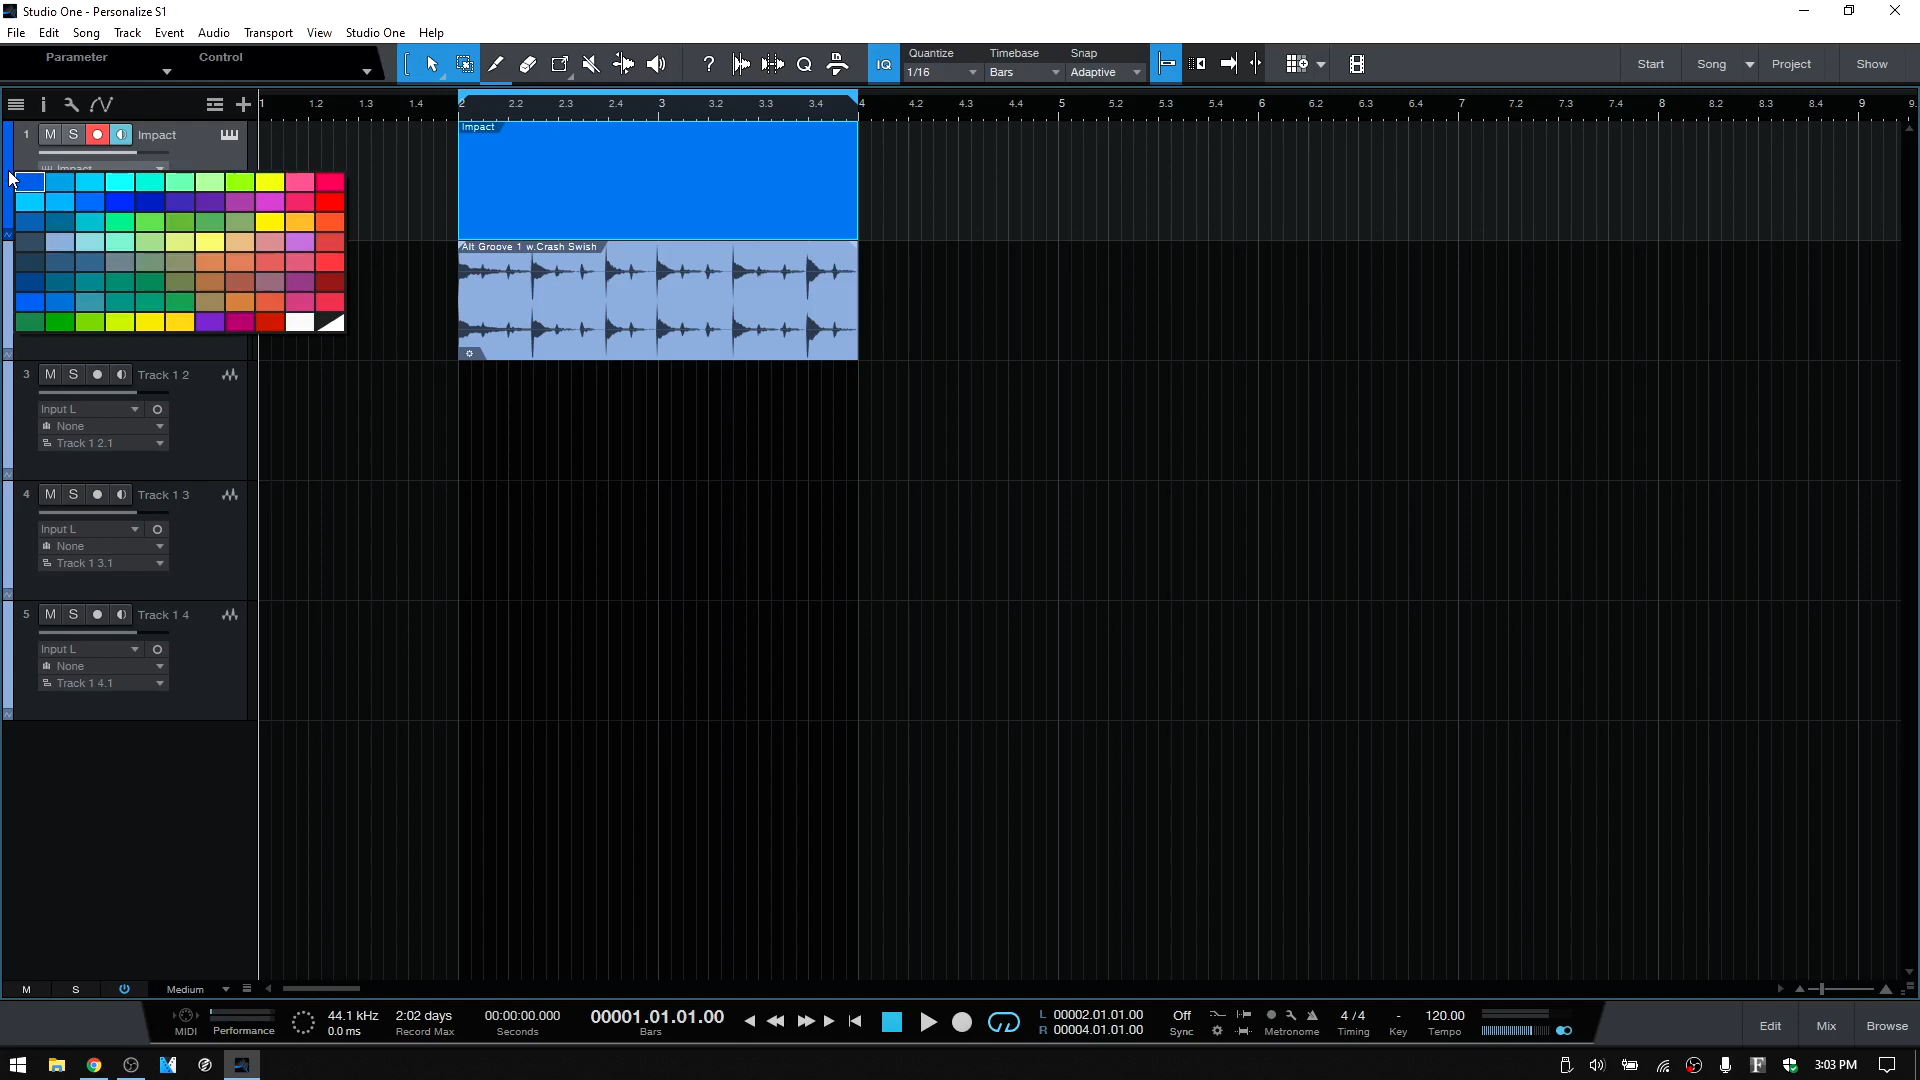 Studio One - Personalize S1
File Edit Song Track Event Audio Transport View Studio One Help
Parameter Control
? Q IQ
Quantize Timebase Snap
1/16 Bars Adaptive
Start Song Project Show
1 1.2 1.3 1.4 2 2.2 2.3 2.4 3 3.2 3.3 3.4 4 4.2 4.3 4.4 5 5.2 5.3 5.4 6 6.2 6.3 6.4 7 7.2 7.3 7.4 8 8.2 8.3 8.4 9 9.
1 M S Impact
Impact
Impact
Alt Groove 1 w.Crash Swish
3 M S Track 1 2
Input L
None
Track 1 2.1
4 M S Track 1 3
Input L
None
Track 1 3.1
5 M S Track 1 4
Input L
None
Track 1 4.1
M S Medium
MIDI Performance
44.1 kHz
0.0 ms
2:02 days
Record Max
00:00:00.000
Seconds
00001.01.01.00
Bars
L 00002.01.01.00
R 00004.01.01.00
Off
Sync
Metronome
4 / 4
Timing
-
Key
120.00
Tempo
Edit Mix Browse
3:03 PM